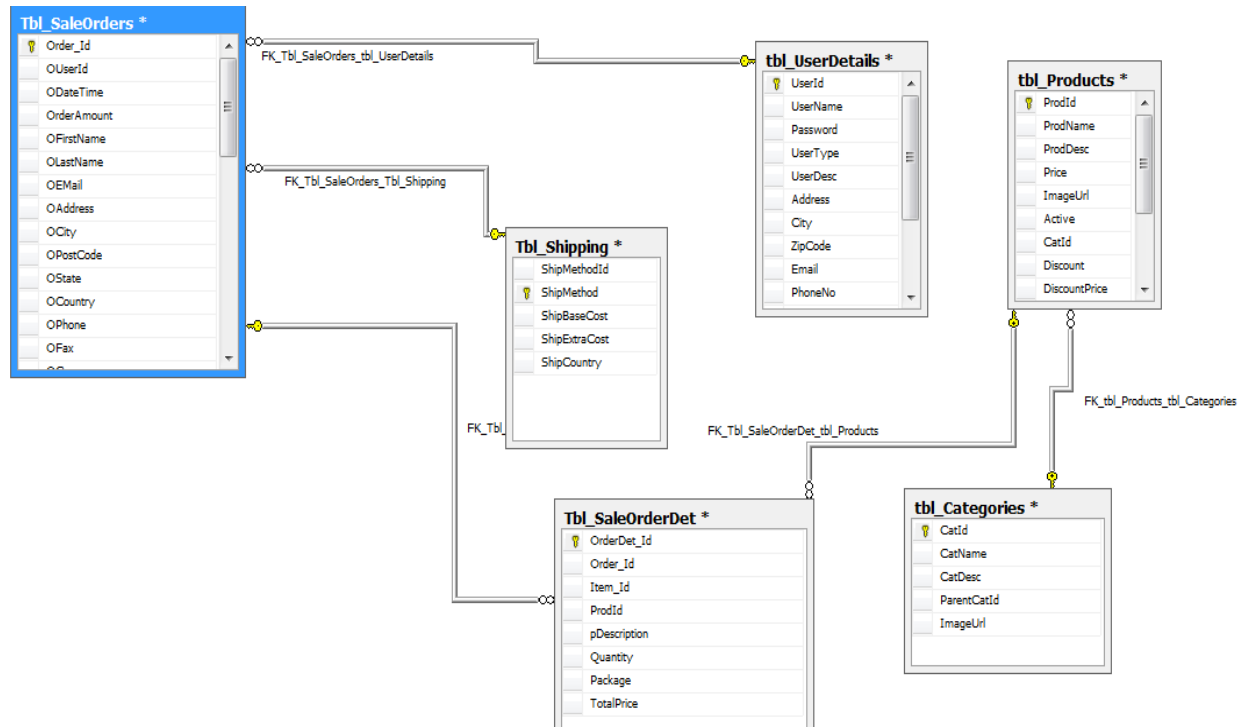 Tbl_SaleOrders *
Order_Id
OUserId
ODateTime
OrderAmount
OFirstName
OLastName
OEMail
OAddress
OCity
OPostCode
OState
OCountry
OPhone
OFax
FK_Tbl_SaleOrders_tbl_UserDetails
FK_Tbl_SaleOrders_Tbl_Shipping
tbl_UserDetails *
UserId
UserName
Password
UserType
UserDesc
Address
City
ZipCode
Email
PhoneNo
tbl_Products *
ProdId
ProdName
ProdDesc
Price
ImageUrl
Active
CatId
Discount
DiscountPrice
Tbl_Shipping *
ShipMethodId
ShipMethod
ShipBaseCost
ShipExtraCost
ShipCountry
FK_Tbl_
FK_Tbl_SaleOrderDet_tbl_Products
FK_tbl_Products_tbl_Categories
Tbl_SaleOrderDet *
OrderDet_Id
Order_Id
Item_Id
ProdId
pDescription
Quantity
Package
TotalPrice
tbl_Categories *
CatId
CatName
CatDesc
ParentCatId
ImageUrl